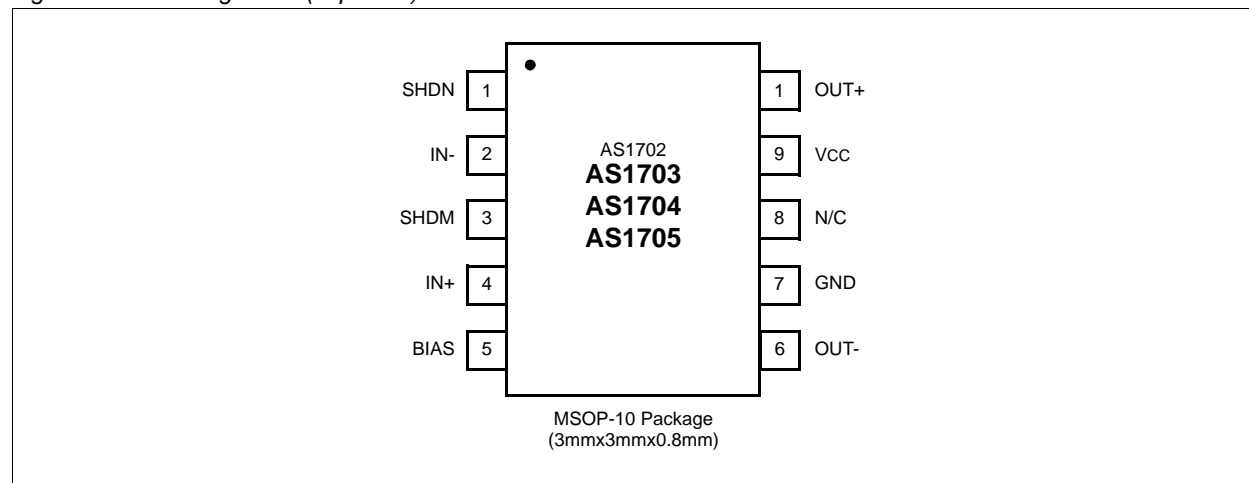 SHDN 1
IN- 2
SHDM 3
IN+ 4
BIAS 5
AS1702
AS1703
AS1704
AS1705
1 OUT+
9 VCC
8 N/C
7 GND
6 OUT-
MSOP-10 Package
(3mmx3mmx0.8mm)